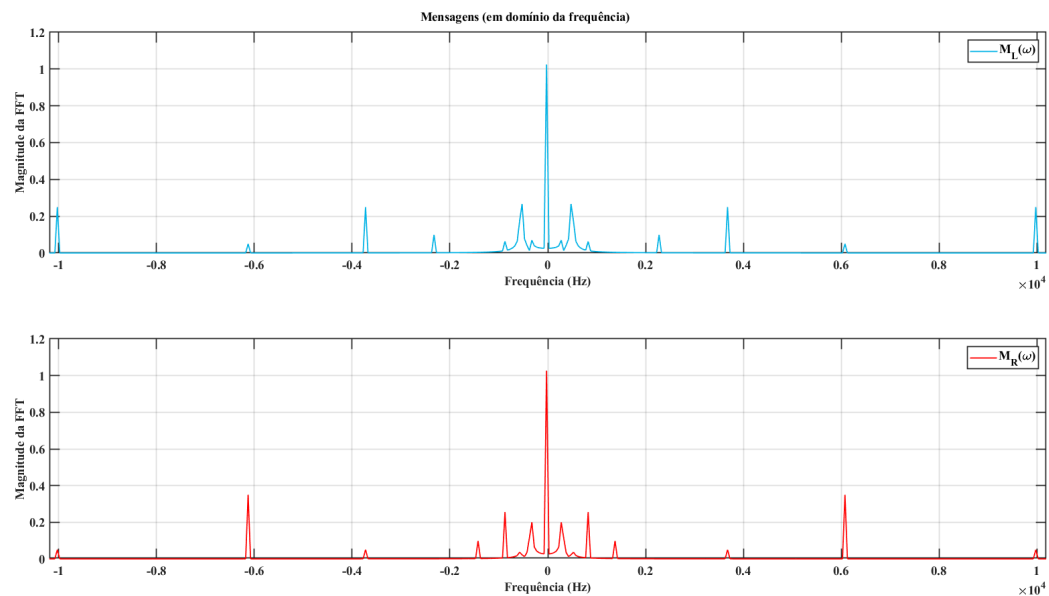 Mensagens (em domínio da frequência)
M_L(ω)
Magnitude da FFT
1.2
1
0.8
0.6
0.4
0.2
0
-1 -0.8 -0.6 -0.4 -0.2 0 0.2 0.4 0.6 0.8 1
Frequência (Hz)
×10^4
M_R(ω)
Magnitude da FFT
1.2
1
0.8
0.6
0.4
0.2
0
-1 -0.8 -0.6 -0.4 -0.2 0 0.2 0.4 0.6 0.8 1
Frequência (Hz)
×10^4